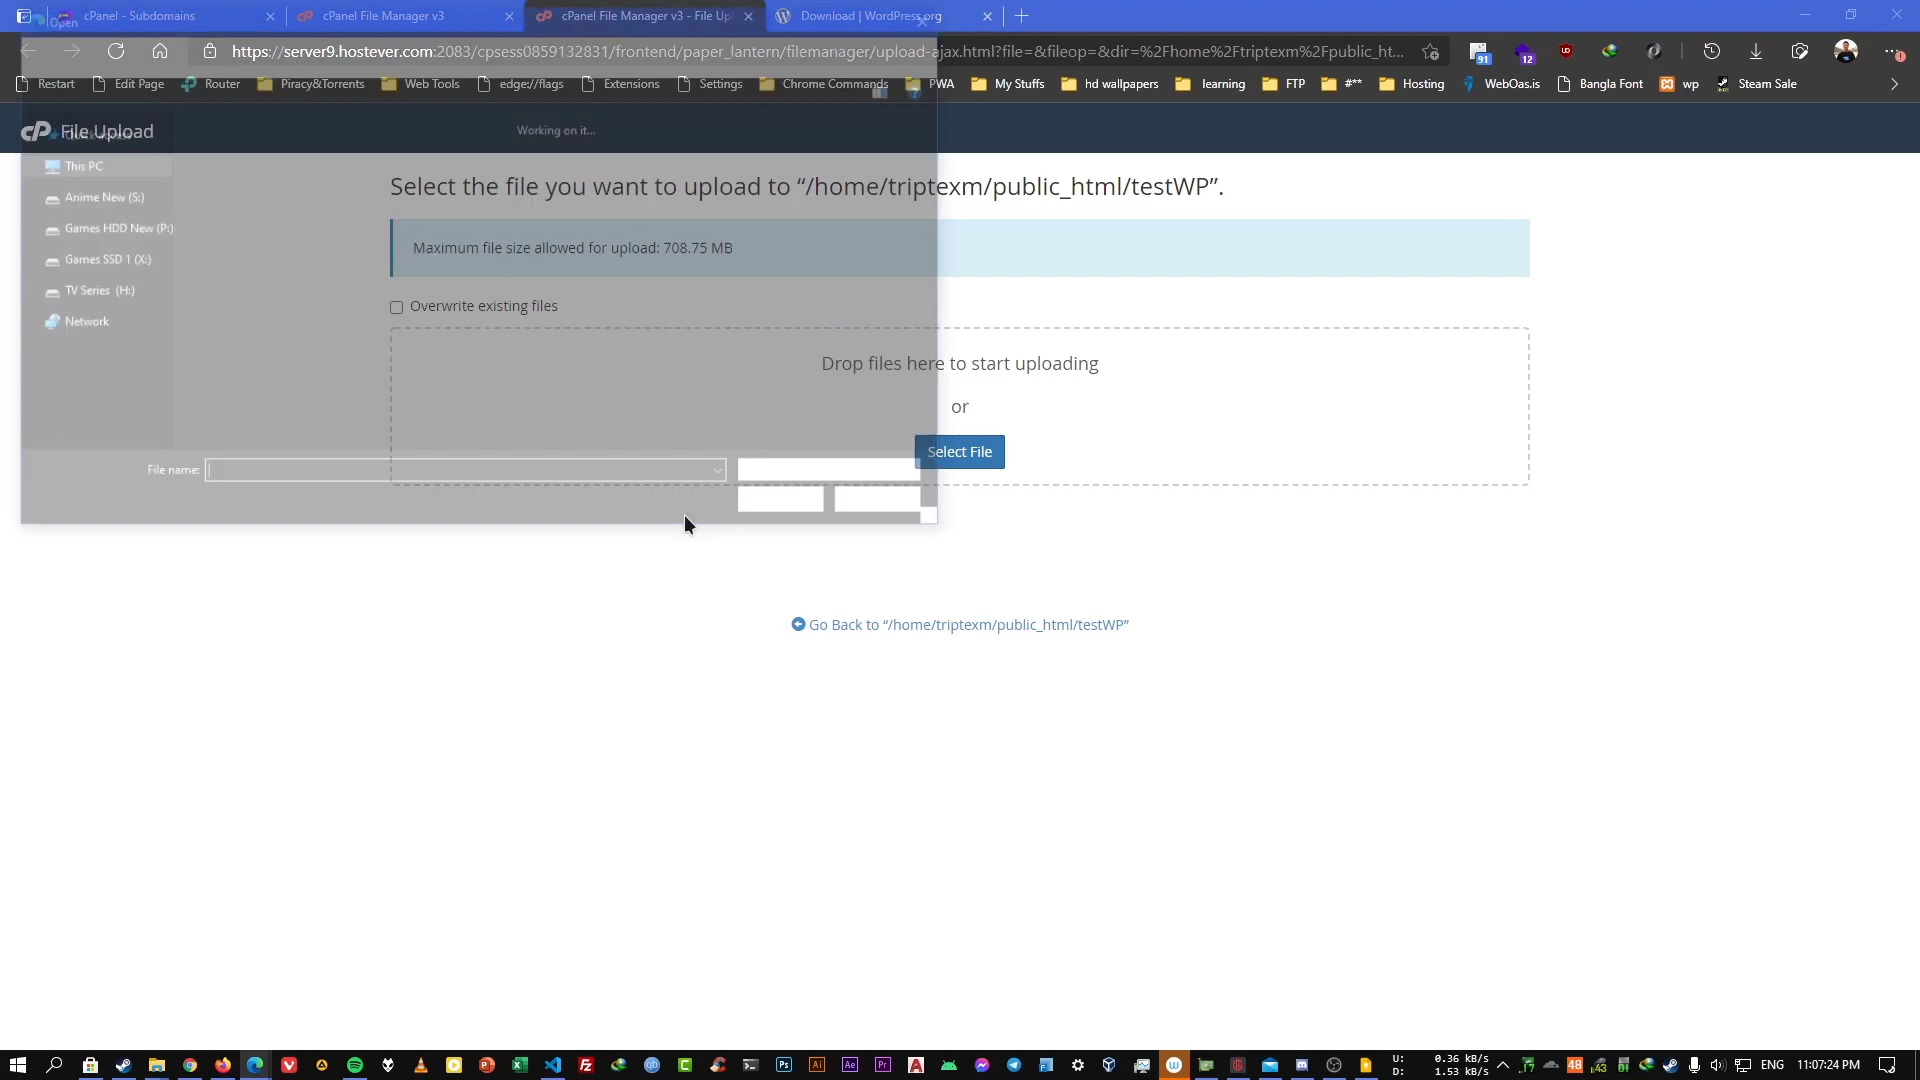 Open
cPanel - Subdomains
cPanel File Manager v3
cPanel File Manager v3 - File Upl
Download | WordPress.org
https://server9.hostever.com:2083/cpsess0859132831/frontend/paper_lantern/filemanager/upload-ajax.html?file=&fileop=&dir=%2Fhome%2Ftriptexm%2Fpublic_ht...
91
12
Restart
Edit Page
Router
Piracy&Torrents
Web Tools
edge://flags
Extensions
Settings
Chrome Commands
PWA
My Stuffs
hd wallpapers
learning
FTP
#**
Hosting
WebOas.is
Bangla Font
wp
Steam Sale
cP File Upload
Working on it...
This PC
Anime New (S:)
Games HDD New (P:)
Games SSD 1 (X:)
TV Series (H:)
Network
Select the file you want to upload to “/home/triptexm/public_html/testWP”.
Maximum file size allowed for upload: 708.75 MB
Overwrite existing files
Drop files here to start uploading
or
Select File
File name:
Go Back to “/home/triptexm/public_html/testWP”
U: 0.36 kB/s
D: 1.53 kB/s
48
ENG
11:07:24 PM